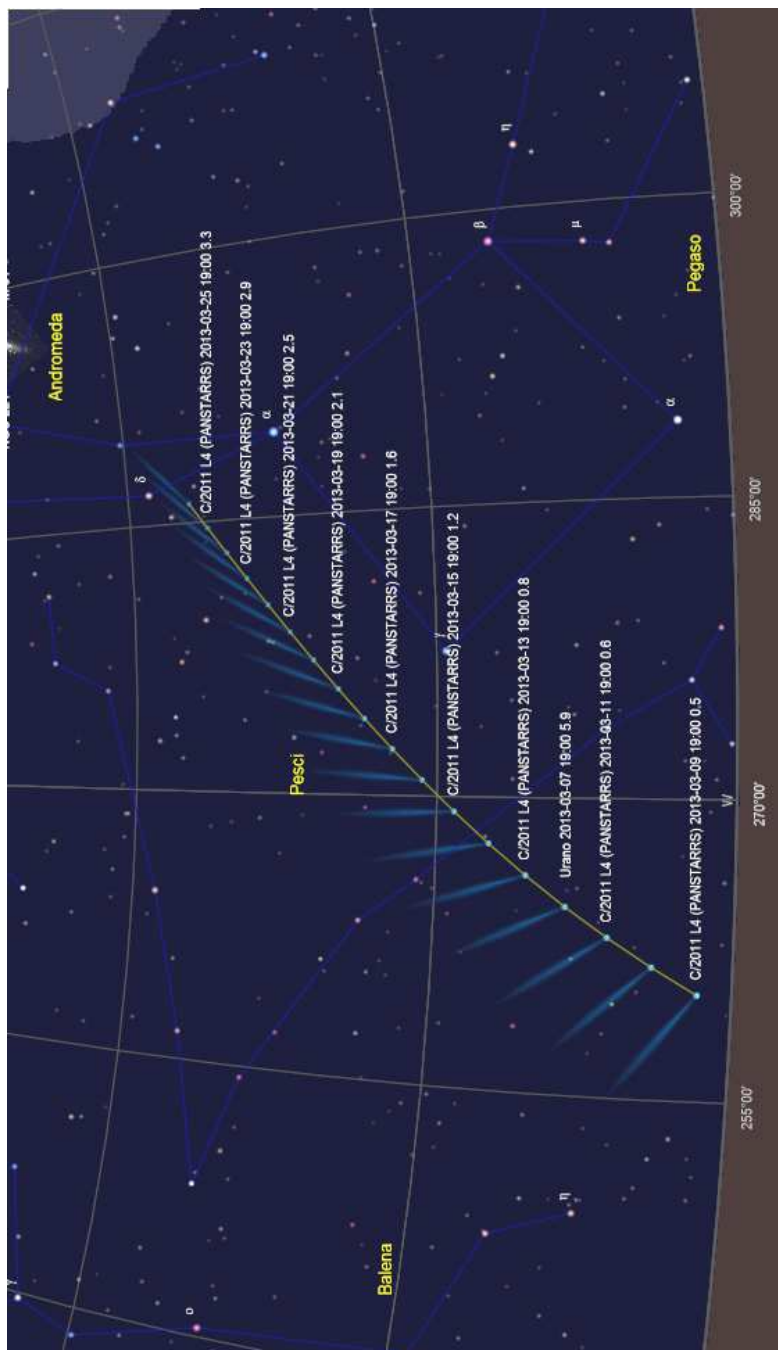 Andromeda
C/2011 L4 (PANSTARRS) 2013-03-25 19:00 3.3
C/2011 L4 (PANSTARRS) 2013-03-23 19:00 2.9
C/2011 L4 (PANSTARRS) 2013-03-21 19:00 2.5
C/2011 L4 (PANSTARRS) 2013-03-19 19:00 2.1
C/2011 L4 (PANSTARRS) 2013-03-17 19:00 1.6
C/2011 L4 (PANSTARRS) 2013-03-15 19:00 1.2
C/2011 L4 (PANSTARRS) 2013-03-13 19:00 0.8
Urano 2013-03-07 19:00 5.9
C/2011 L4 (PANSTARRS) 2013-03-11 19:00 0.6
C/2011 L4 (PANSTARRS) 2013-03-09 19:00 0.5
δ
α
β
η
μ
Pegaso
α
γ
Pesci
Balena
η
ο
γ
W
255°00'
270°00'
285°00'
300°00'